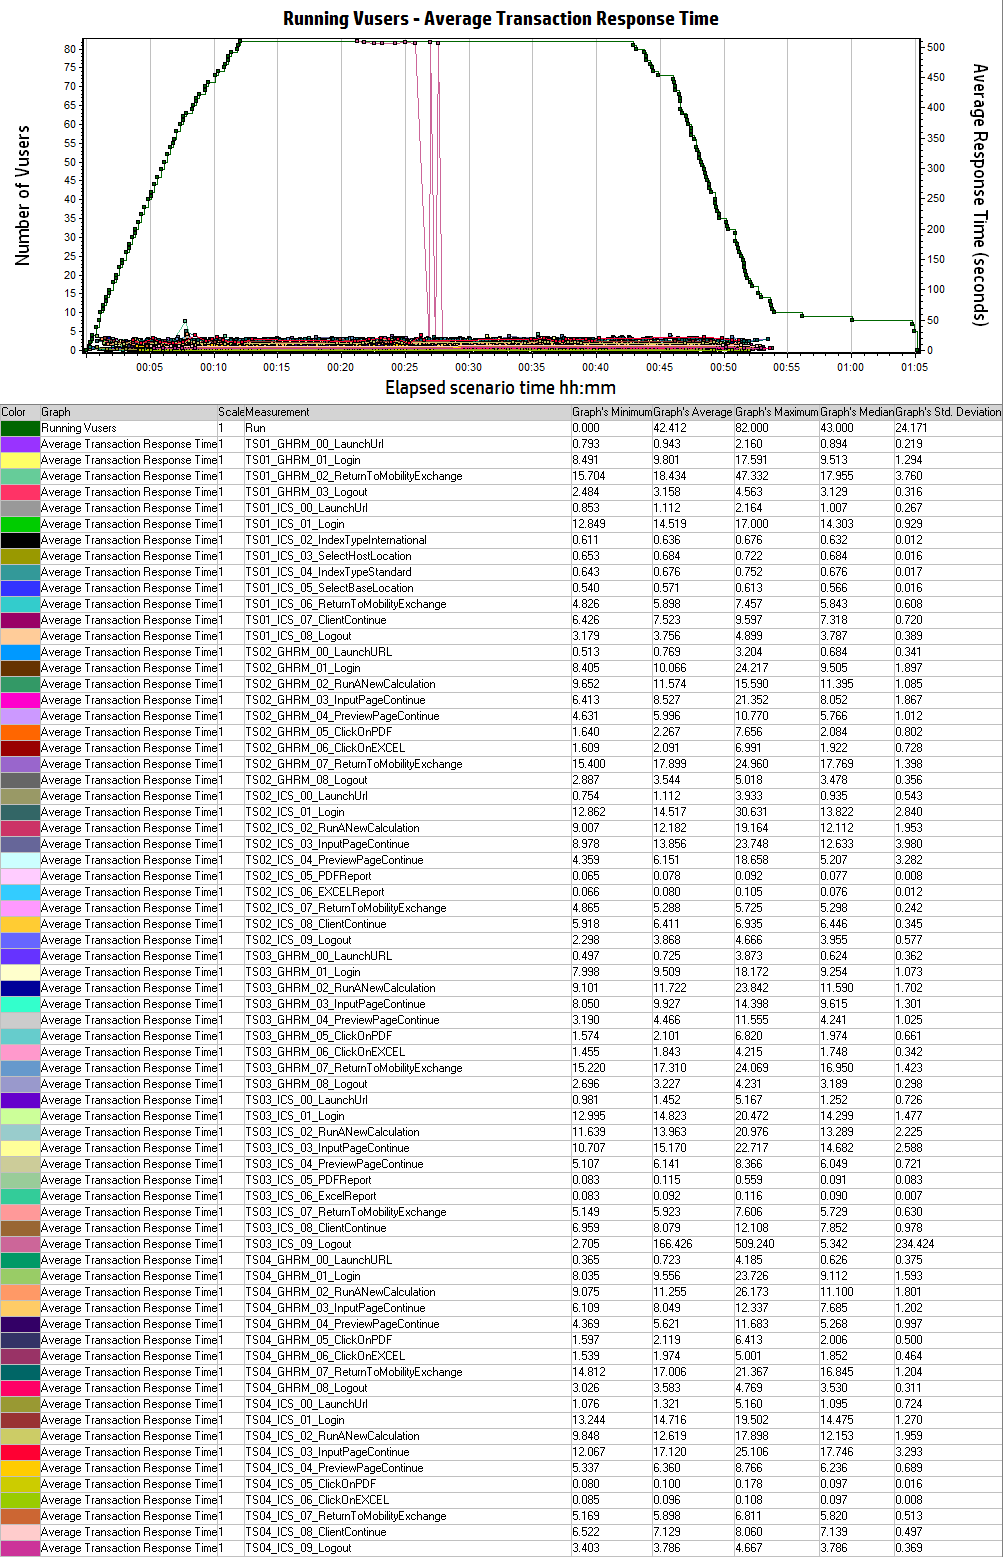 Running Vusers - Average Transaction Response Time
Number of Vusers
80
75
70
65
60
55
50
45
40
35
30
25
20
15
10
5
0
500
450
400
350
300
250
200
150
100
50
0
Average Response Time (seconds)
00:05 00:10 00:15 00:20 00:25 00:30 00:35 00:40 00:45 00:50 00:55 01:00 01:05
Elapsed scenario time hh:mm
Color Graph Scale Measurement Graph's Minimum Graph's Average Graph's Maximum Graph's Median Graph's Std. Deviation
Running Vusers 1 Run 0.000 42.412 82.000 43.000 24.171
Average Transaction Response Time 1 TS01_GHRM_00_LaunchUrl 0.793 0.943 2.160 0.894 0.219
Average Transaction Response Time 1 TS01_GHRM_01_Login 8.491 9.801 17.591 9.513 1.294
Average Transaction Response Time 1 TS01_GHRM_02_ReturnToMobilityExchange 15.704 18.434 47.332 17.955 3.760
Average Transaction Response Time 1 TS01_GHRM_03_Logout 2.484 3.158 4.563 3.129 0.316
Average Transaction Response Time 1 TS01_ICS_00_LaunchUrl 0.853 1.112 2.164 1.007 0.267
Average Transaction Response Time 1 TS01_ICS_01_Login 12.849 14.519 17.000 14.303 0.929
Average Transaction Response Time 1 TS01_ICS_02_IndexTypeInternational 0.611 0.636 0.676 0.632 0.012
Average Transaction Response Time 1 TS01_ICS_03_SelectHostLocation 0.653 0.684 0.722 0.684 0.016
Average Transaction Response Time 1 TS01_ICS_04_IndexTypeStandard 0.643 0.676 0.752 0.676 0.017
Average Transaction Response Time 1 TS01_ICS_05_SelectBaseLocation 0.540 0.571 0.613 0.566 0.016
Average Transaction Response Time 1 TS01_ICS_06_ReturnToMobilityExchange 4.826 5.898 7.457 5.843 0.608
Average Transaction Response Time 1 TS01_ICS_07_ClientContinue 6.426 7.523 9.597 7.318 0.720
Average Transaction Response Time 1 TS01_ICS_08_Logout 3.179 3.756 4.899 3.787 0.389
Average Transaction Response Time 1 TS02_GHRM_00_LaunchURL 0.513 0.769 3.204 0.684 0.341
Average Transaction Response Time 1 TS02_GHRM_01_Login 8.405 10.066 24.217 9.505 1.897
Average Transaction Response Time 1 TS02_GHRM_02_RunANewCalculation 9.652 11.574 15.590 11.395 1.085
Average Transaction Response Time 1 TS02_GHRM_03_InputPageContinue 6.413 8.527 21.352 8.052 1.867
Average Transaction Response Time 1 TS02_GHRM_04_PreviewPageContinue 4.631 5.996 10.770 5.766 1.012
Average Transaction Response Time 1 TS02_GHRM_05_ClickOnPDF 1.640 2.267 7.656 2.084 0.802
Average Transaction Response Time 1 TS02_GHRM_06_ClickOnEXCEL 1.609 2.091 6.991 1.922 0.728
Average Transaction Response Time 1 TS02_GHRM_07_ReturnToMobilityExchange 15.400 17.899 24.960 17.769 1.398
Average Transaction Response Time 1 TS02_GHRM_08_Logout 2.887 3.544 5.018 3.478 0.356
Average Transaction Response Time 1 TS02_ICS_00_LaunchUrl 0.754 1.112 3.933 0.935 0.543
Average Transaction Response Time 1 TS02_ICS_01_Login 12.862 14.517 30.631 13.822 2.840
Average Transaction Response Time 1 TS02_ICS_02_RunANewCalculation 9.007 12.182 19.164 12.112 1.953
Average Transaction Response Time 1 TS02_ICS_03_InputPageContinue 8.978 13.856 23.748 12.633 3.980
Average Transaction Response Time 1 TS02_ICS_04_PreviewPageContinue 4.359 6.151 18.658 5.207 3.282
Average Transaction Response Time 1 TS02_ICS_05_PDFReport 0.065 0.078 0.092 0.077 0.008
Average Transaction Response Time 1 TS02_ICS_06_EXCELReport 0.066 0.080 0.105 0.076 0.012
Average Transaction Response Time 1 TS02_ICS_07_ReturnToMobilityExchange 4.865 5.288 5.725 5.298 0.242
Average Transaction Response Time 1 TS02_ICS_08_ClientContinue 5.918 6.411 6.935 6.446 0.345
Average Transaction Response Time 1 TS02_ICS_09_Logout 2.298 3.868 4.666 3.955 0.577
Average Transaction Response Time 1 TS03_GHRM_00_LaunchURL 0.497 0.725 3.873 0.624 0.362
Average Transaction Response Time 1 TS03_GHRM_01_Login 7.998 9.509 18.172 9.254 1.073
Average Transaction Response Time 1 TS03_GHRM_02_RunANewCalculation 9.101 11.722 23.842 11.590 1.702
Average Transaction Response Time 1 TS03_GHRM_03_InputPageContinue 8.050 9.927 14.398 9.615 1.301
Average Transaction Response Time 1 TS03_GHRM_04_PreviewPageContinue 3.190 4.466 11.555 4.241 1.025
Average Transaction Response Time 1 TS03_GHRM_05_ClickOnPDF 1.574 2.101 6.820 1.974 0.661
Average Transaction Response Time 1 TS03_GHRM_06_ClickOnEXCEL 1.455 1.843 4.215 1.748 0.342
Average Transaction Response Time 1 TS03_GHRM_07_ReturnToMobilityExchange 15.220 17.310 24.069 16.950 1.423
Average Transaction Response Time 1 TS03_GHRM_08_Logout 2.696 3.227 4.231 3.189 0.298
Average Transaction Response Time 1 TS03_ICS_00_LaunchUrl 0.981 1.452 5.167 1.252 0.726
Average Transaction Response Time 1 TS03_ICS_01_Login 12.995 14.823 20.472 14.299 1.477
Average Transaction Response Time 1 TS03_ICS_02_RunANewCalculation 11.639 13.963 20.976 13.289 2.225
Average Transaction Response Time 1 TS03_ICS_03_InputPageContinue 10.707 15.170 22.717 14.682 2.588
Average Transaction Response Time 1 TS03_ICS_04_PreviewPageContinue 5.107 6.141 8.366 6.049 0.721
Average Transaction Response Time 1 TS03_ICS_05_PDFReport 0.083 0.115 0.559 0.091 0.083
Average Transaction Response Time 1 TS03_ICS_06_ExcelReport 0.083 0.092 0.116 0.090 0.007
Average Transaction Response Time 1 TS03_ICS_07_ReturnToMobilityExchange 5.149 5.923 7.606 5.729 0.630
Average Transaction Response Time 1 TS03_ICS_08_ClientContinue 6.959 8.079 12.108 7.852 0.978
Average Transaction Response Time 1 TS03_ICS_09_Logout 2.705 166.426 509.240 5.342 234.424
Average Transaction Response Time 1 TS04_GHRM_00_LaunchURL 0.365 0.723 4.185 0.626 0.375
Average Transaction Response Time 1 TS04_GHRM_01_Login 8.035 9.556 23.726 9.112 1.593
Average Transaction Response Time 1 TS04_GHRM_02_RunANewCalculation 9.075 11.255 26.173 11.100 1.801
Average Transaction Response Time 1 TS04_GHRM_03_InputPageContinue 6.109 8.049 12.337 7.685 1.202
Average Transaction Response Time 1 TS04_GHRM_04_PreviewPageContinue 4.369 5.621 11.683 5.268 0.997
Average Transaction Response Time 1 TS04_GHRM_05_ClickOnPDF 1.597 2.119 6.413 2.006 0.500
Average Transaction Response Time 1 TS04_GHRM_06_ClickOnEXCEL 1.539 1.974 5.001 1.852 0.464
Average Transaction Response Time 1 TS04_GHRM_07_ReturnToMobilityExchange 14.812 17.006 21.367 16.845 1.204
Average Transaction Response Time 1 TS04_GHRM_08_Logout 3.026 3.583 4.769 3.530 0.311
Average Transaction Response Time 1 TS04_ICS_00_LaunchUrl 1.076 1.321 5.160 1.095 0.724
Average Transaction Response Time 1 TS04_ICS_01_Login 13.244 14.716 19.502 14.475 1.270
Average Transaction Response Time 1 TS04_ICS_02_RunANewCalculation 9.848 12.619 17.898 12.153 1.959
Average Transaction Response Time 1 TS04_ICS_03_InputPageContinue 12.067 17.120 25.106 17.746 3.293
Average Transaction Response Time 1 TS04_ICS_04_PreviewPageContinue 5.337 6.360 8.766 6.236 0.689
Average Transaction Response Time 1 TS04_ICS_05_ClickOnPDF 0.080 0.100 0.178 0.097 0.016
Average Transaction Response Time 1 TS04_ICS_06_ClickOnEXCEL 0.085 0.096 0.108 0.097 0.008
Average Transaction Response Time 1 TS04_ICS_07_ReturnToMobilityExchange 5.169 5.898 6.811 5.820 0.513
Average Transaction Response Time 1 TS04_ICS_08_ClientContinue 6.522 7.129 8.060 7.139 0.497
Average Transaction Response Time 1 TS04_ICS_09_Logout 3.403 3.786 4.667 3.786 0.369